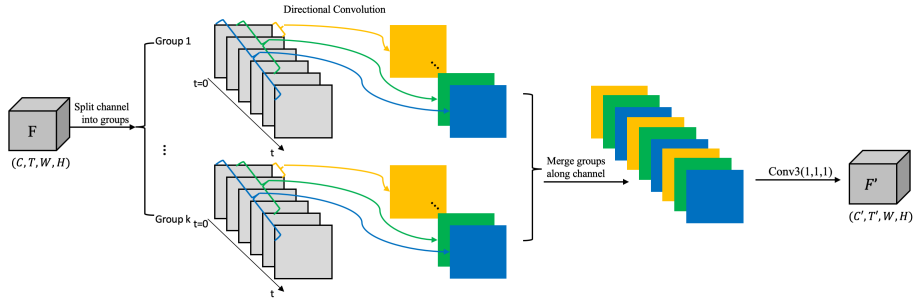 Directional Convolution
Group 1
t=0
Split channel
into groups
F
(C, T, W, H)
⋮
t
Merge groups
along channel
Conv3(1,1,1)
F′
(C′, T′, W, H)
Group k
t=0
t